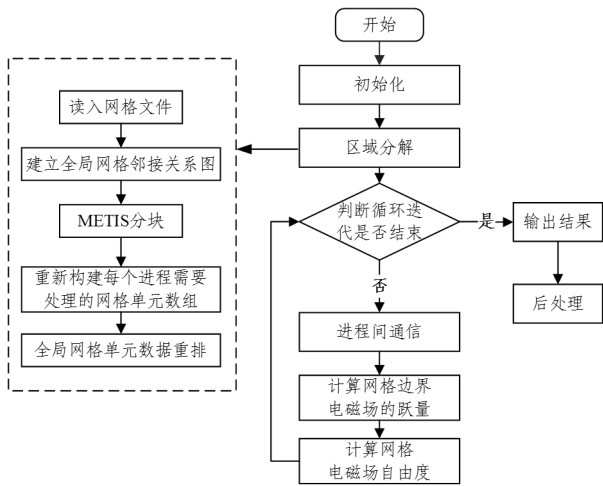 开始
初始化
区域分解
读入网格文件
建立全局网格邻接关系图
METIS分块
重新构建每个进程需要
处理的网格单元数组
全局网格单元数据重排
判断循环迭
代是否结束
是
输出结果
后处理
否
进程间通信
计算网格边界
电磁场的跃量
计算网格
电磁场自由度